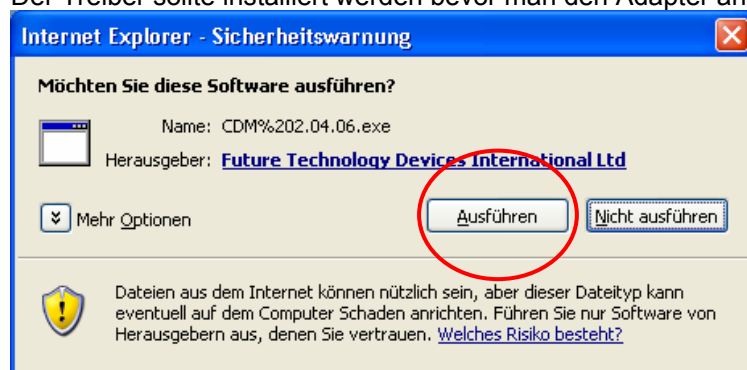 Der Treiber sollte installiert werden bevor man den Adapter an
Internet Explorer - Sicherheitswarnung
Möchten Sie diese Software ausführen?
Name: CDM%202.04.06.exe
Herausgeber: Future Technology Devices International Ltd
Mehr Optionen
Ausführen
Nicht ausführen
Dateien aus dem Internet können nützlich sein, aber dieser Dateityp kann
eventuell auf dem Computer Schaden anrichten. Führen Sie nur Software von
Herausgebern aus, denen Sie vertrauen. Welches Risiko besteht?